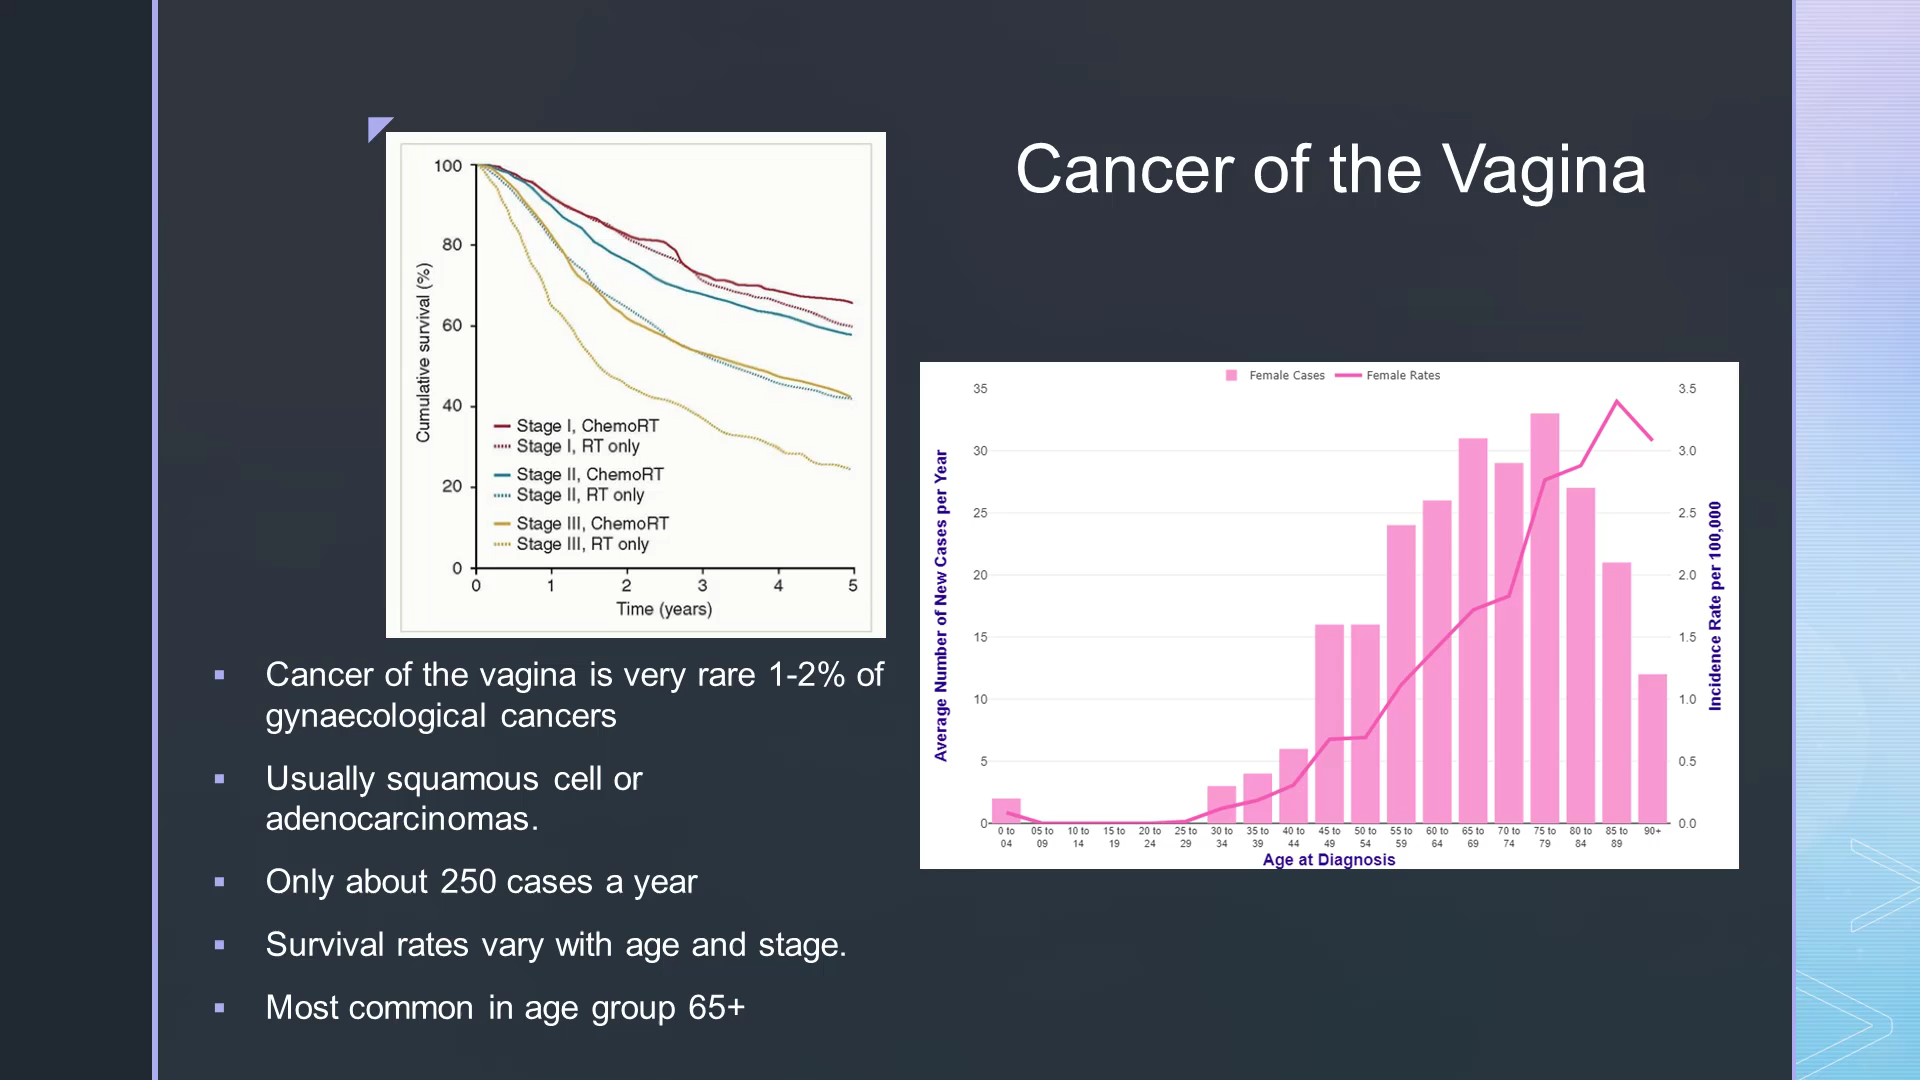 Cancer of the Vagina
100
80
60
40
20
0
Cumulative survival (%)
Stage I, ChemoRT
Stage I, RT only
Stage II, ChemoRT
Stage II, RT only
Stage III, ChemoRT
Stage III, RT only
0 1 2 3 4 5
Time (years)
Cancer of the vagina is very rare 1-2% of
gynaecological cancers
Usually squamous cell or
adenocarcinomas.
Only about 250 cases a year
Survival rates vary with age and stage.
Most common in age group 65+
Female Cases Female Rates
35 3.5
30 3.0
25 2.5
20 2.0
15 1.5
10 1.0
5 0.5
0 0.0
Average Number of New Cases per Year
Incidence Rate per 100,000
0 to 05 to 10 to 15 to 20 to 25 to 30 to 35 to 40 to 45 to 50 to 55 to 60 to 65 to 70 to 75 to 80 to 85 to 90+
04 09 14 19 24 29 34 39 44 49 54 59 64 69 74 79 84 89
Age at Diagnosis